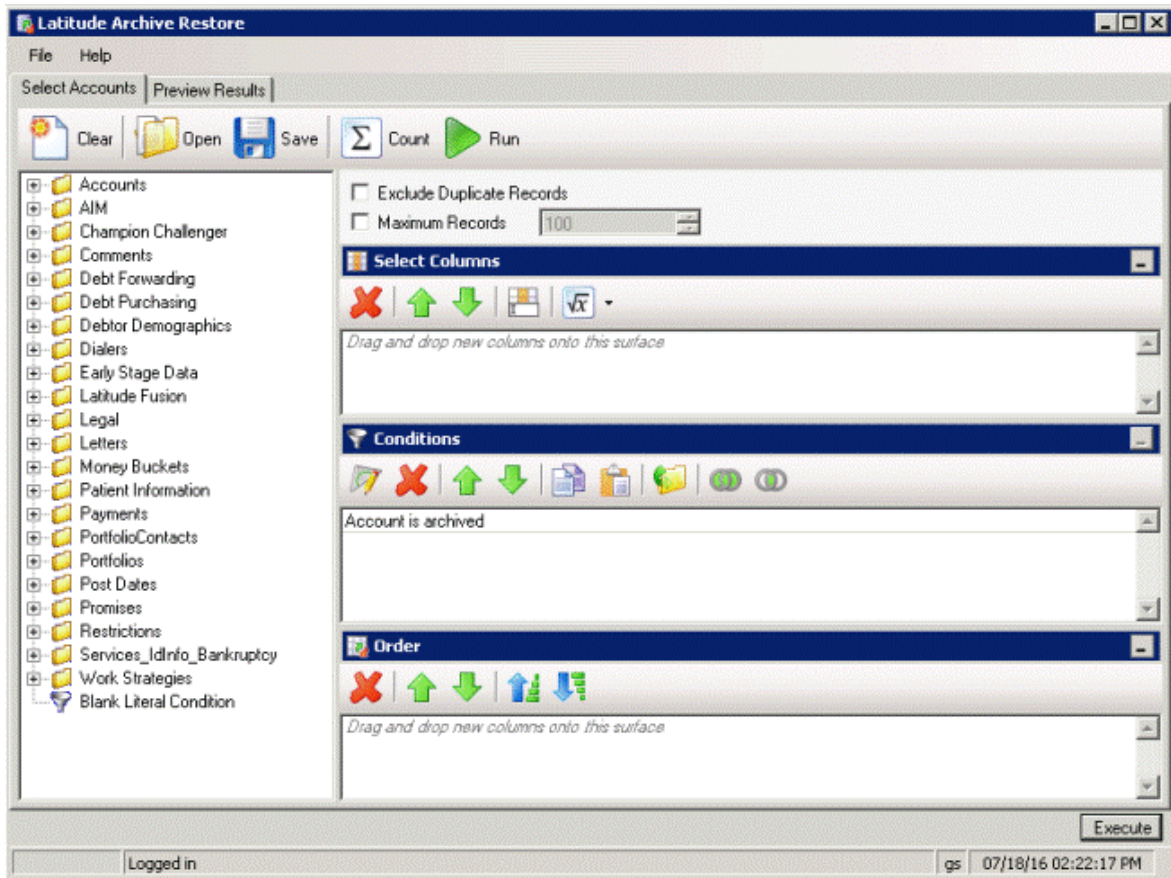 Latitude Archive Restore
File Help
Select Accounts Preview Results
Clear Open Save Σ Count Run
Accounts
AIM
Champion Challenger
Comments
Debt Forwarding
Debt Purchasing
Debtor Demographics
Dialers
Early Stage Data
Latitude Fusion
Legal
Letters
Money Buckets
Patient Information
Payments
PortfolioContacts
Portfolios
Post Dates
Promises
Restrictions
Services_IdInfo_Bankruptcy
Work Strategies
Blank Literal Condition
Exclude Duplicate Records
Maximum Records 100
Select Columns
√x
Drag and drop new columns onto this surface
Conditions
Account is archived
Order
Drag and drop new columns onto this surface
Execute
Logged in gs 07/18/16 02:22:17 PM